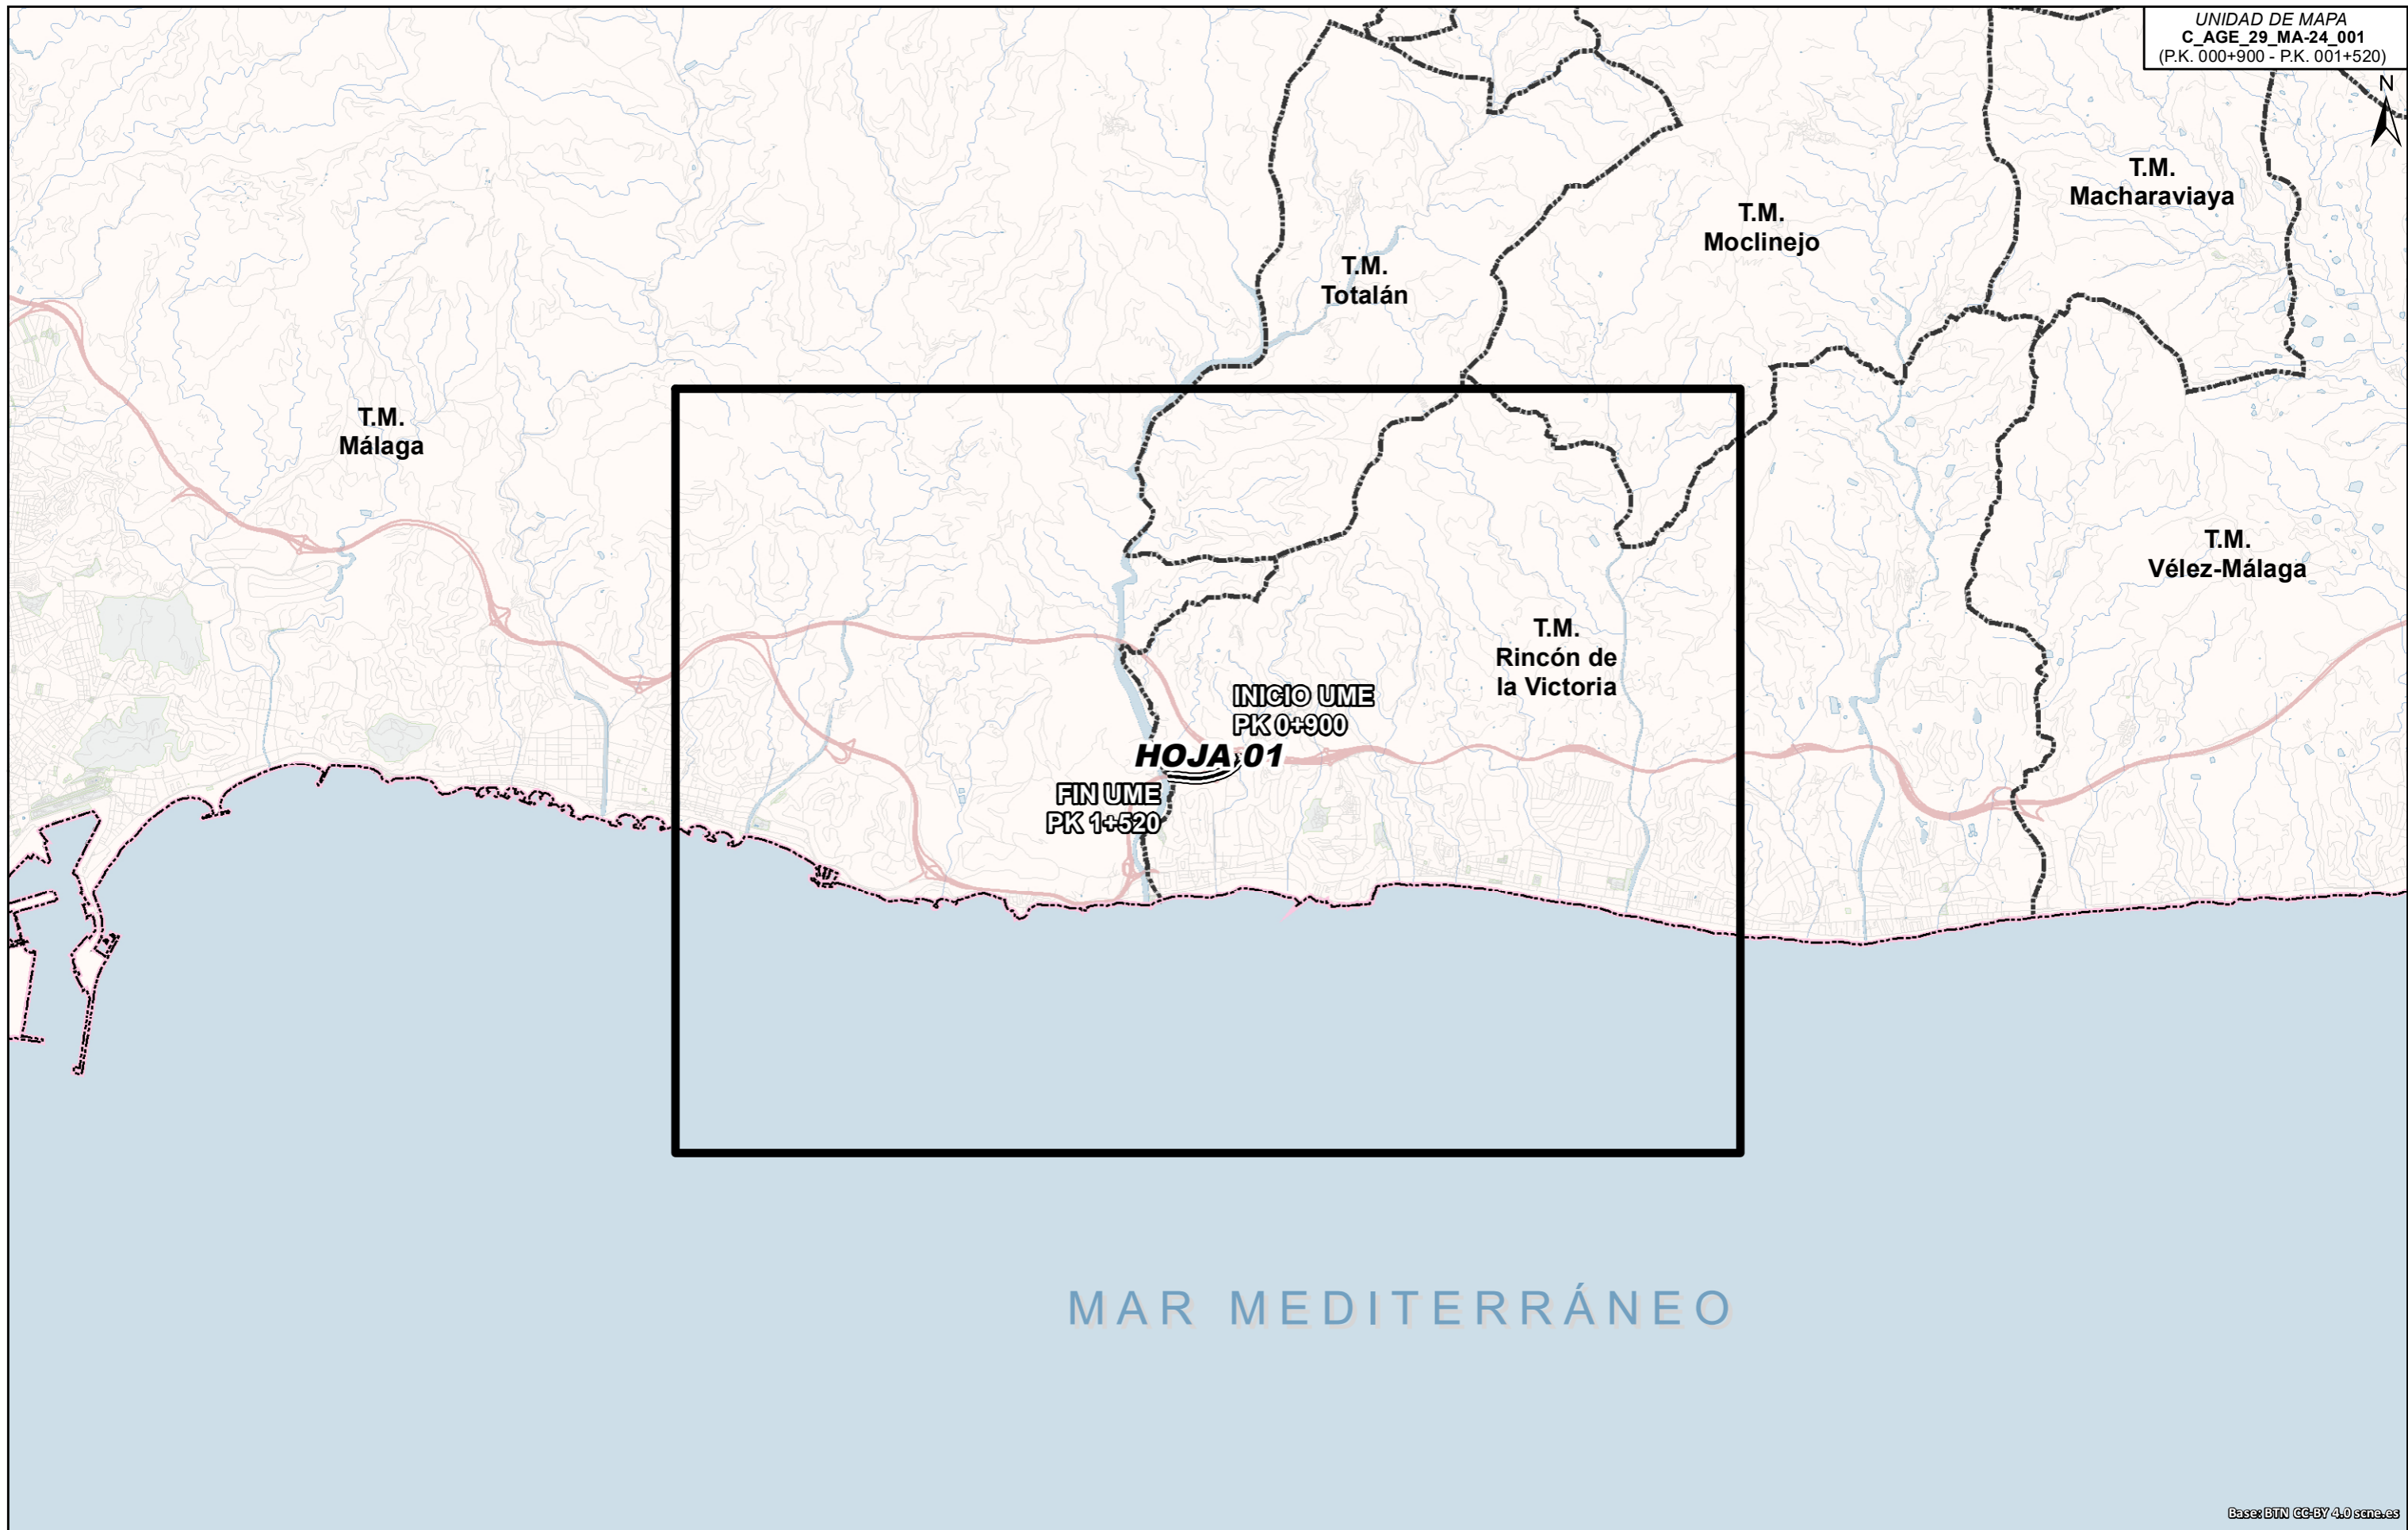 UNIDAD DE MAPA
C_AGE_29_MA-24_001
(P.K. 000+900 - P.K. 001+520)
N
T.M.
Macharaviaya
T.M.
Moclinejo
T.M.
Totalán
T.M.
Málaga
T.M.
Vélez-Málaga
T.M.
Rincón de
la Victoria
INICIO UME
PK 0+900
HOJA 01
FIN UME
PK 1+520
MAR MEDITERRÁNEO
Base: BTN CC-BY 4.0 scne.es